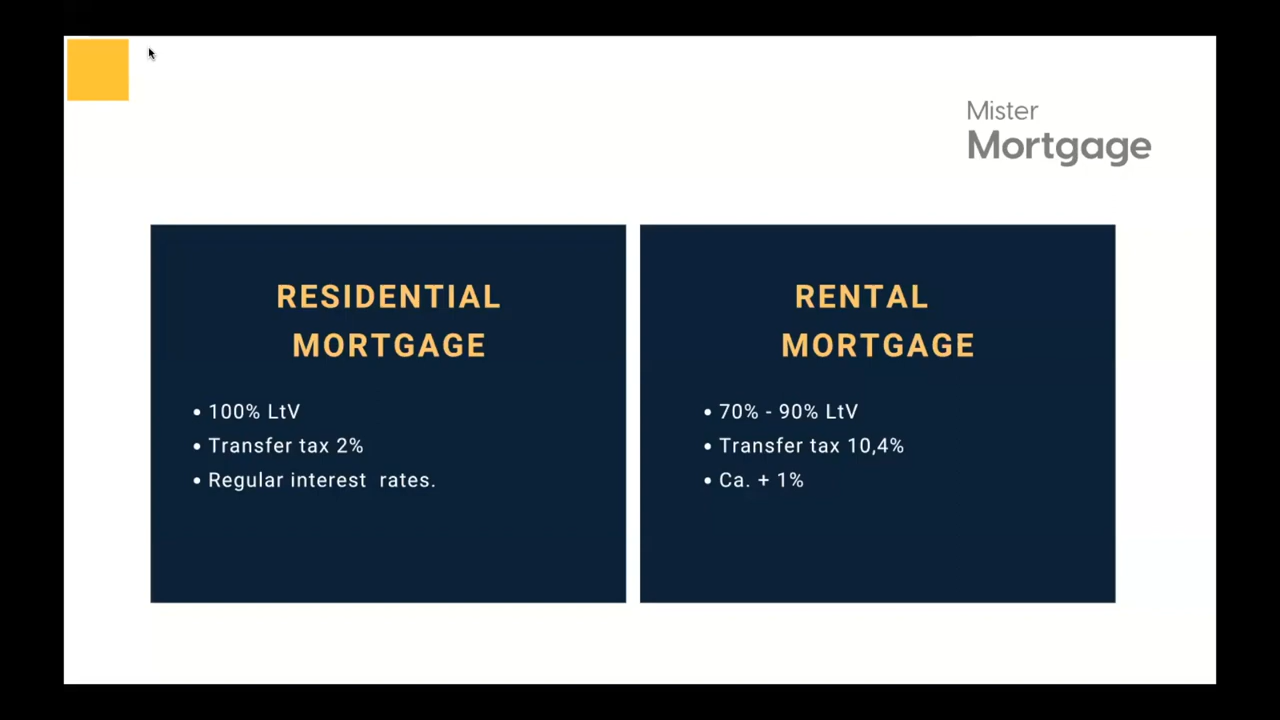 Mister
Mortgage
RESIDENTIAL
MORTGAGE
• 100% LtV
• Transfer tax 2%
• Regular interest  rates.
RENTAL
MORTGAGE
• 70% - 90% LtV
• Transfer tax 10,4%
• Ca. + 1%